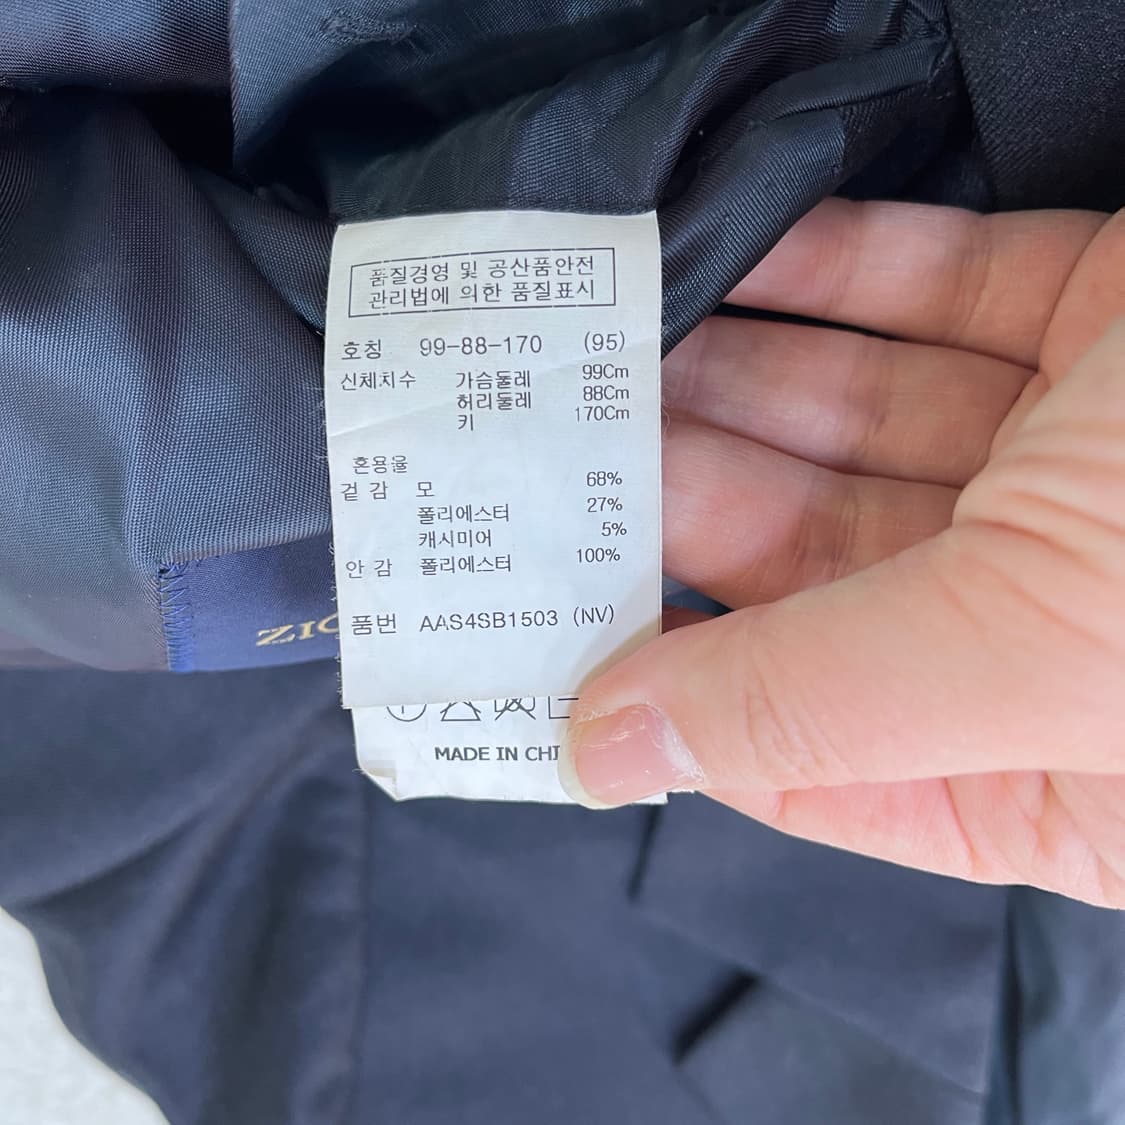 품질경영 및 공산품안전
관리법에 의한 품질표시
호칭 99-88-170 (95)
신체치수 가슴둘레 99Cm
허리둘레 88Cm
키 170Cm
혼용율
겉감 모 68%
폴리에스터 27%
캐시미어 5%
안감 폴리에스터 100%
품번 AAS4SB1503 (NV)
MADE IN